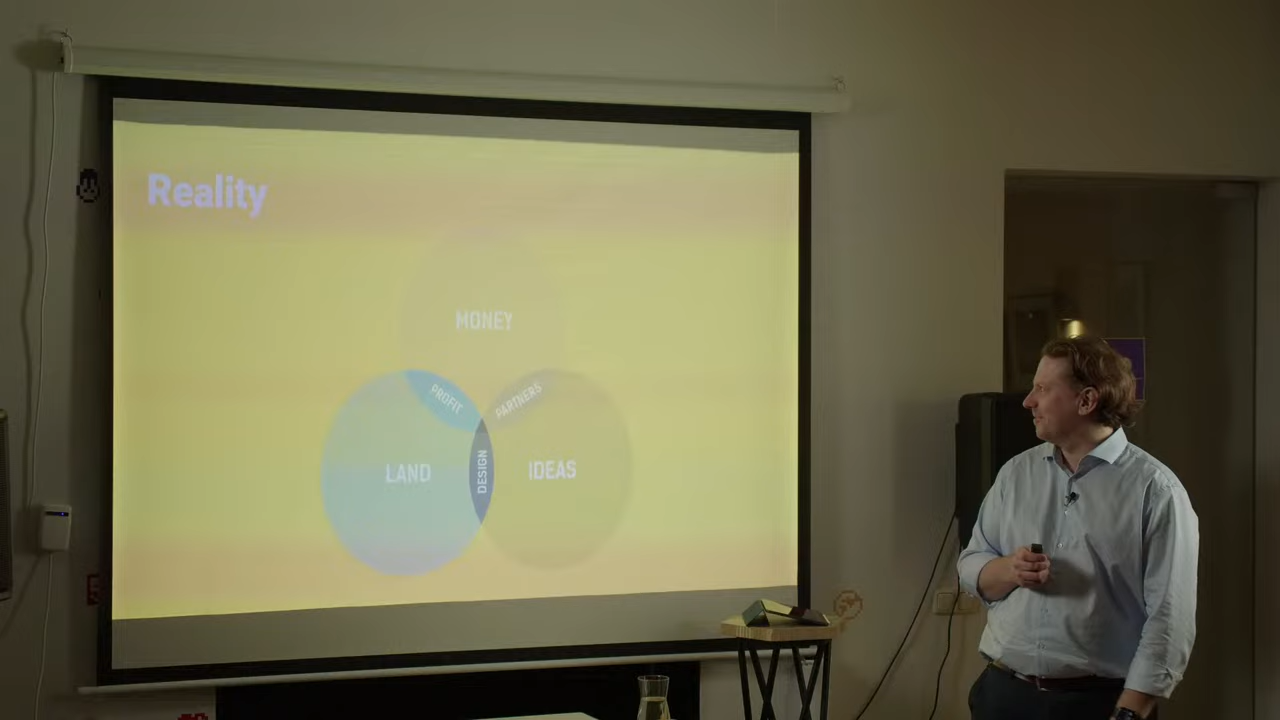 Reality
MONEY
PROFIT
PARTNERS
LAND
DESIGN
IDEAS